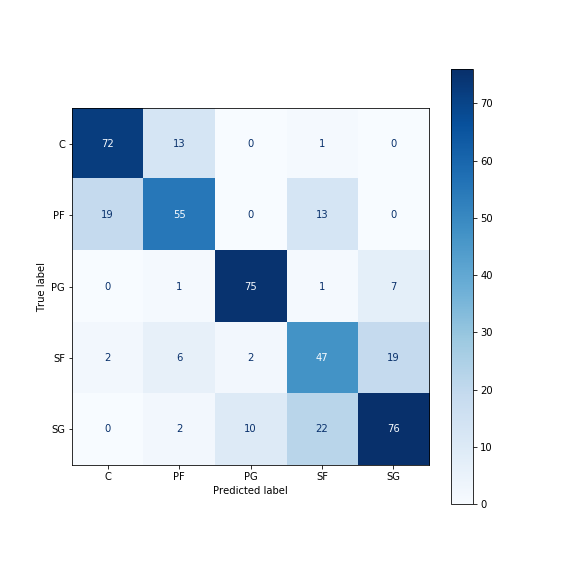 True label
C 72 13 0 1 0
PF 19 55 0 13 0
PG 0 1 75 1 7
SF 2 6 2 47 19
SG 0 2 10 22 76
C PF PG SF SG
Predicted label
70
60
50
40
30
20
10
0